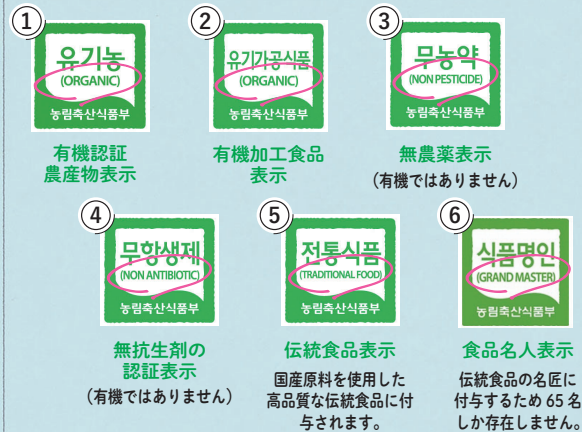 ①
유기농
(ORGANIC)
농림축산식품부
有機認証
農産物表示
②
유기가공식품
(ORGANIC)
농림축산식품부
有機加工食品
表示
③
무농약
(NON PESTICIDE)
농림축산식품부
無農薬表示
(有機ではありません)
④
무항생제
(NON ANTIBIOTIC)
농림축산식품부
無抗生剤の
認証表示
(有機ではありません)
⑤
전통식품
(TRADITIONAL FOOD)
농림축산식품부
伝統食品表示
国産原料を使用した
高品質な伝統食品に付
与されます。
⑥
식품명인
(GRAND MASTER)
농림축산식품부
食品名人表示
伝統食品の名匠に
付与するため 65 名
しか存在しません。